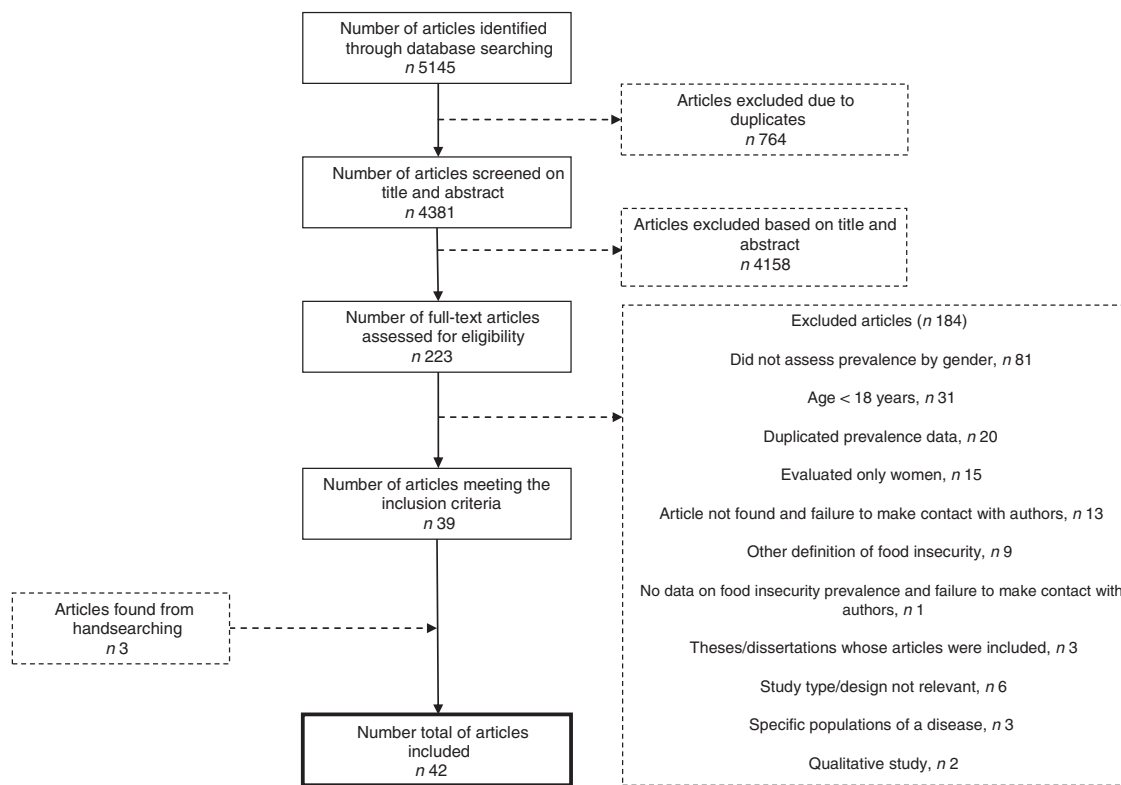 Number of articles identified
through database searching
n 5145
Articles excluded due to
duplicates
n 764
Number of articles screened on
title and abstract
n 4381
Articles excluded based on title and
abstract
n 4158
Number of full-text articles
assessed for eligibility
n 223
Excluded articles (n 184)
Did not assess prevalence by gender, n 81
Age < 18 years, n 31
Duplicated prevalence data, n 20
Evaluated only women, n 15
Article not found and failure to make contact with authors, n 13
Other definition of food insecurity, n 9
No data on food insecurity prevalence and failure to make contact with
authors, n 1
Theses/dissertations whose articles were included, n 3
Study type/design not relevant, n 6
Specific populations of a disease, n 3
Qualitative study, n 2
Number of articles meeting the
inclusion criteria
n 39
Articles found from
handsearching
n 3
Number total of articles
included
n 42